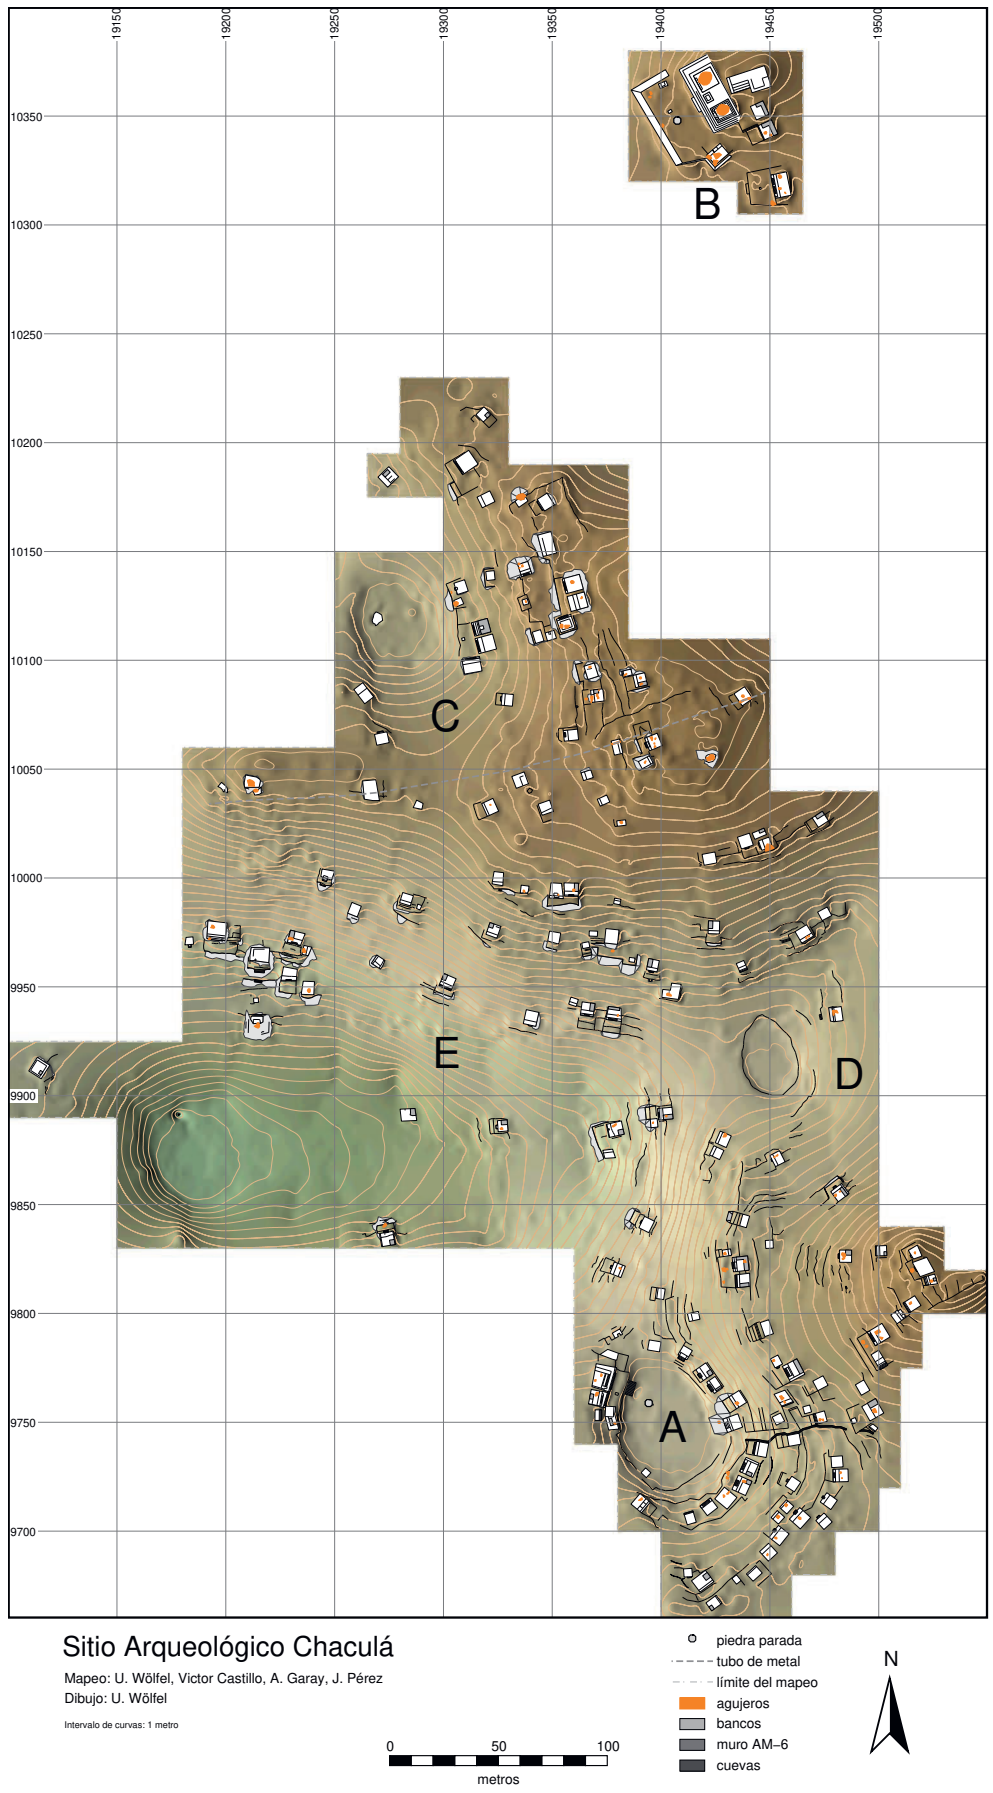 19150
19200
19250
19300
19350
19400
19450
19500
10350
B
10300
10250
10200
10150
10100
C
10050
10000
9950
E
D
9900
9850
9800
9750
A
9700
Sitio Arqueológico Chaculá
Mapeo: U. Wölfel, Victor Castillo, A. Garay, J. Pérez
Dibujo: U. Wölfel
Intervalo de curvas: 1 metro
0 50 100
metros
piedra parada
tubo de metal
límite del mapeo
agujeros
bancos
muro AM-6
cuevas
N